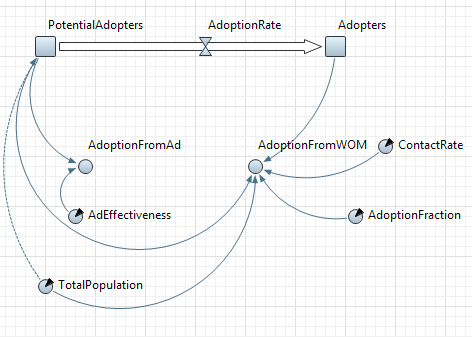 PotentialAdopters
AdoptionRate
Adopters
AdoptionFromAd
AdoptionFromWOM
ContactRate
AdEffectiveness
AdoptionFraction
TotalPopulation